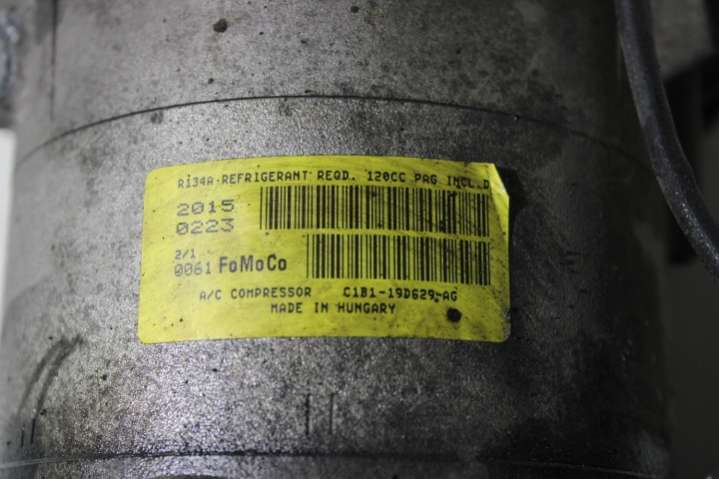 R134A-REFRIGERANT REQD. 120CC PAG INCL.D
2015
0223
2/1
0061 FoMoCo
A/C COMPRESSOR C1B1-19D629-AG
MADE IN HUNGARY